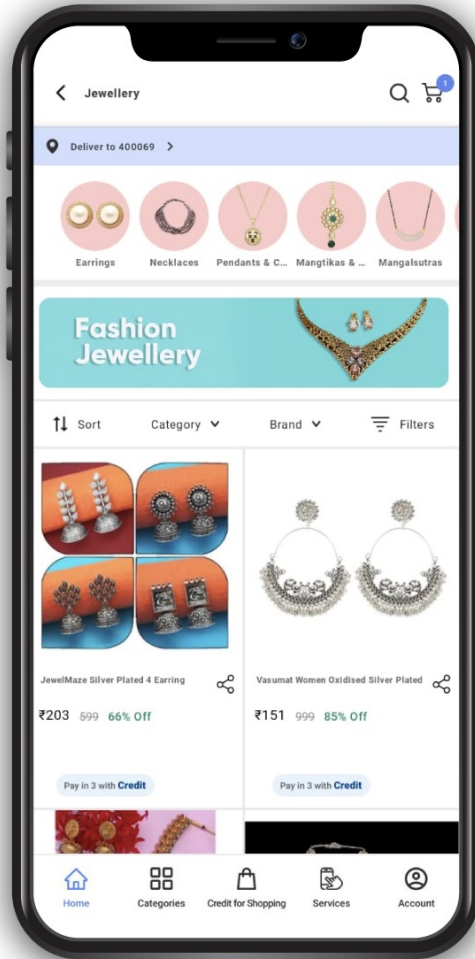 Jewellery
1
Deliver to 400069
Earrings
Necklaces
Pendants & C...
Mangtikas & ...
Mangalsutras
Fashion
Jewellery
Sort
Category
Brand
Filters
JewelMaze Silver Plated 4 Earring
₹203 599 66% Off
Pay in 3 with Credit
Vasumat Women Oxidised Silver Plated
₹151 999 85% Off
Pay in 3 with Credit
Home
Categories
Credit for Shopping
Services
Account